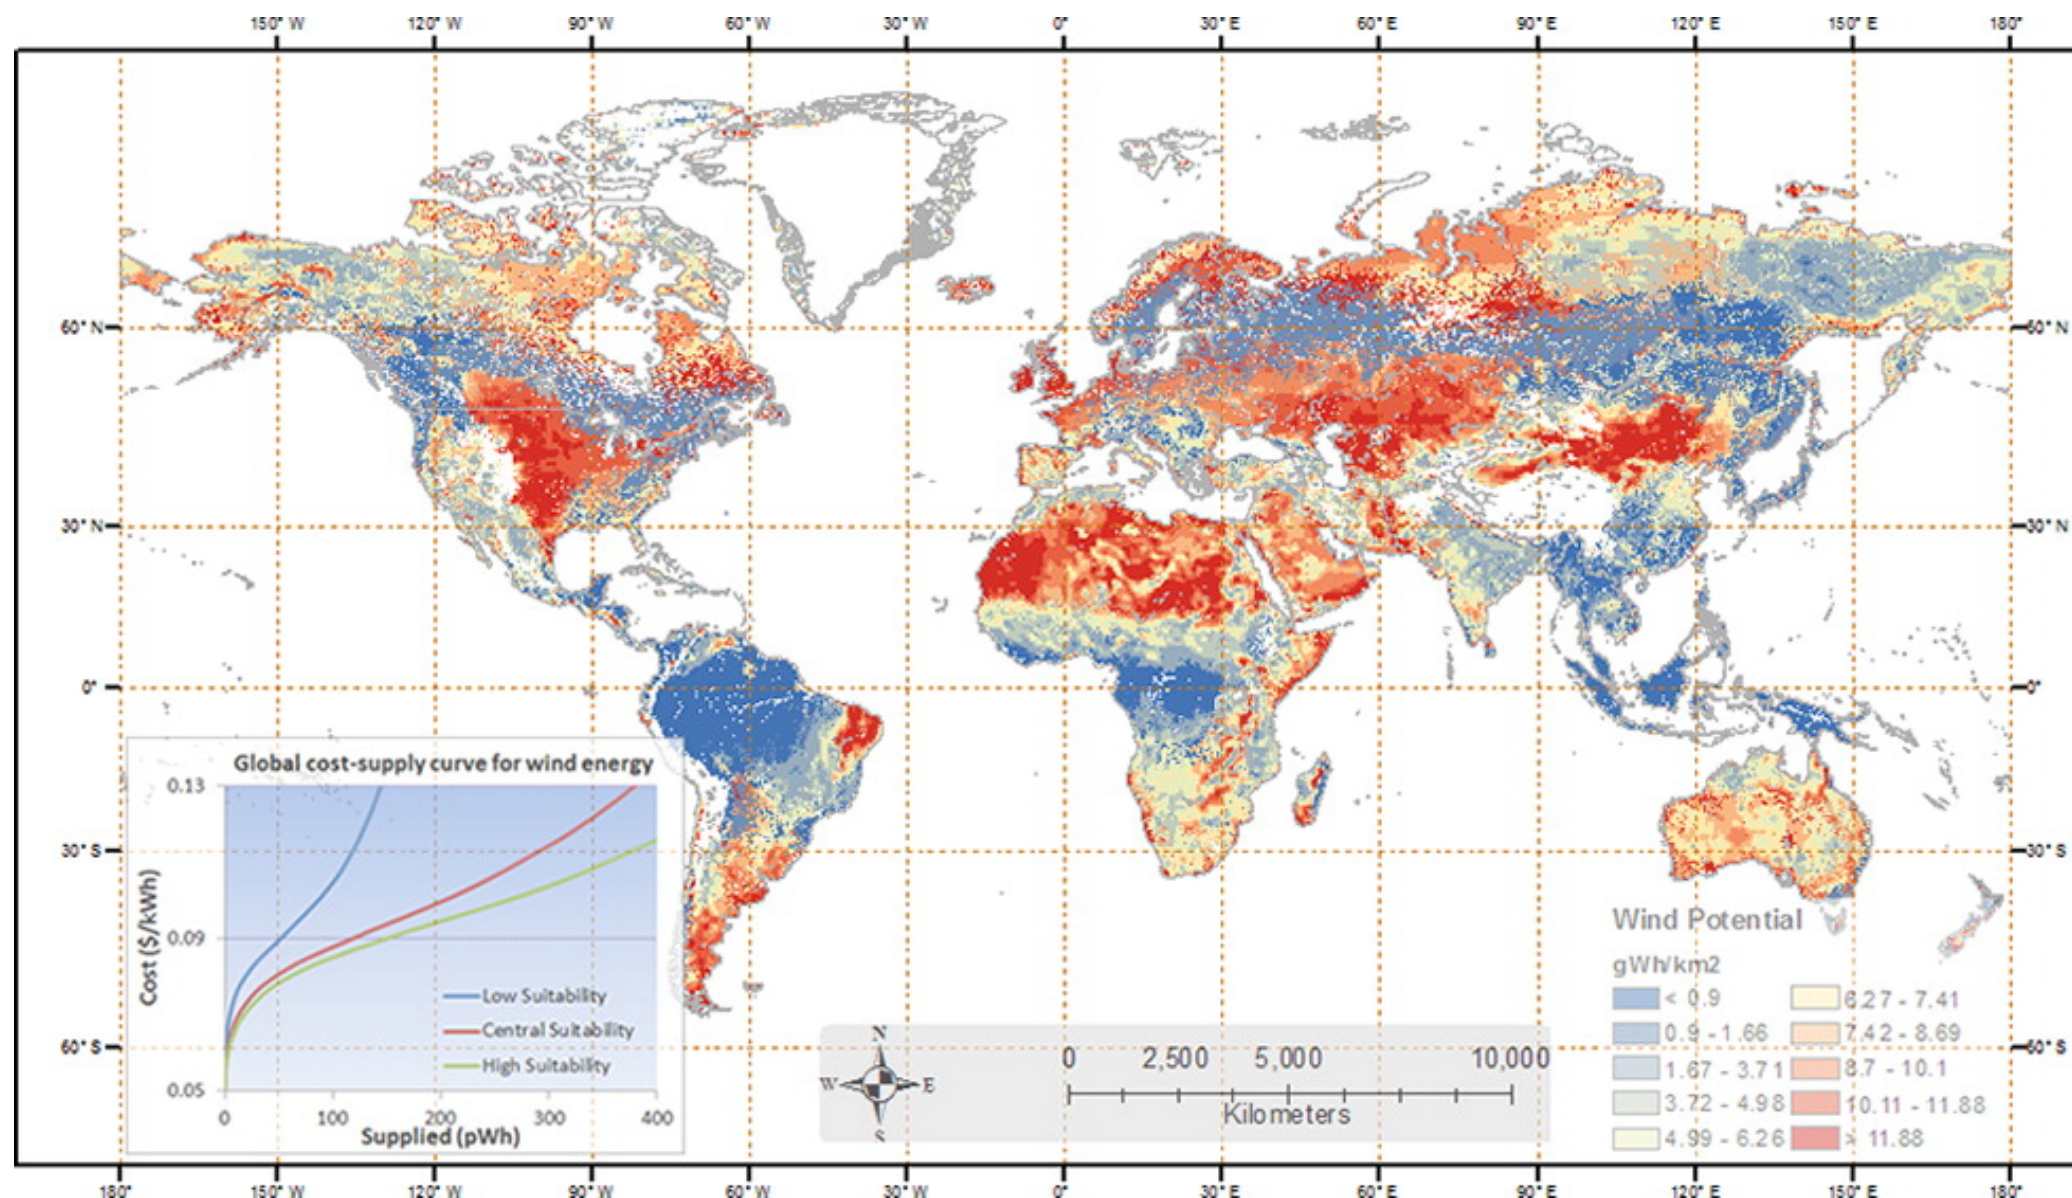 150° W 120° W 90° W 60° W 30° W 0° 30° E 60° E 90° E 120° E 150° E 180°
60° N 60° N
30° N 30° N
0° 0°
30° S 30° S
60° S 60° S
Global cost-supply curve for wind energy
Cost ($/kWh)
0.13
0.09
0.05
Low Suitability
Central Suitability
High Suitability
0 100 200 300 400
Supplied (pWh)
N
W E
S
0 2,500 5,000 10,000
Kilometers
Wind Potential
gWh/km2
< 0.9 6.27 - 7.41
0.9 - 1.66 7.42 - 8.69
1.67 - 3.71 8.7 - 10.1
3.72 - 4.98 10.11 - 11.88
4.99 - 6.26 > 11.88
180° 150° W 120° W 90° W 60° W 30° W 0° 30° E 60° E 90° E 120° E 150° E 180°